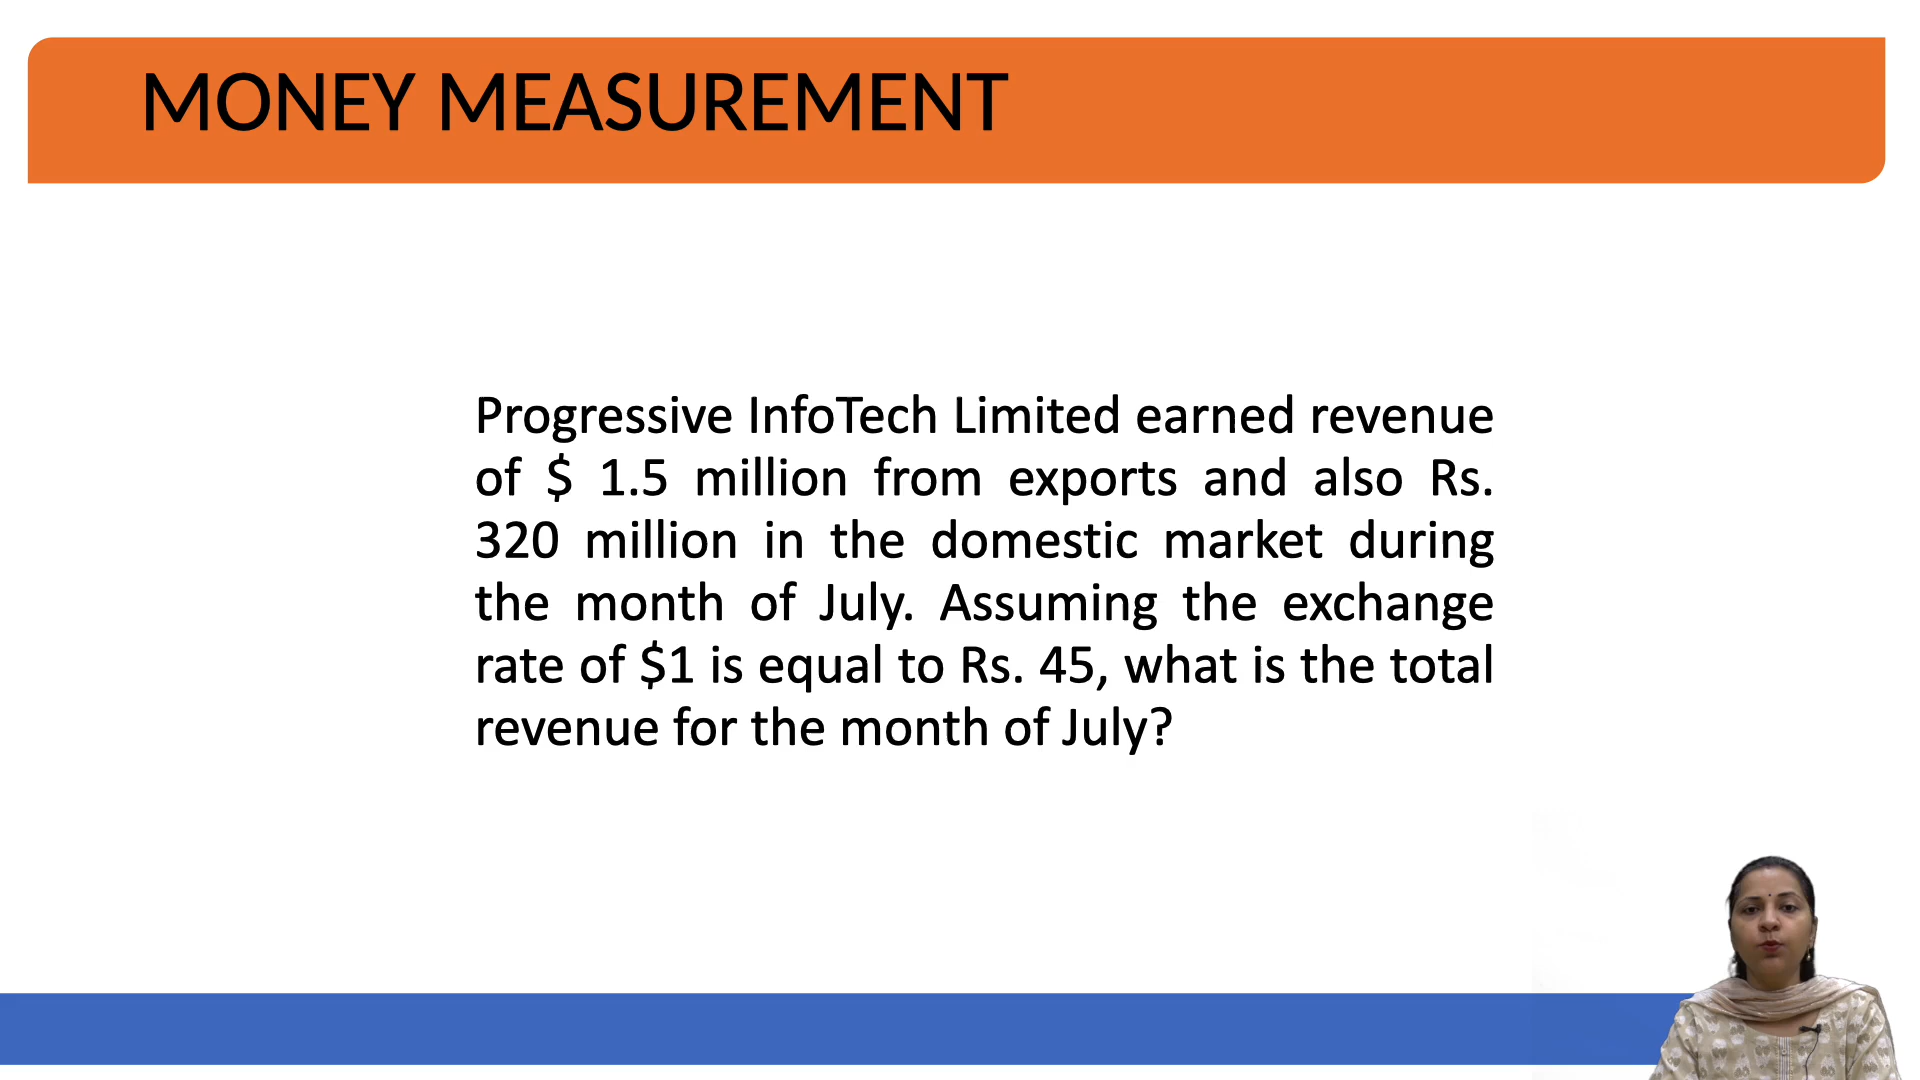 MONEY MEASUREMENT
Progressive InfoTech Limited earned revenue
of $ 1.5 million from exports and also Rs.
320 million in the domestic market during
the month of July. Assuming the exchange
rate of $1 is equal to Rs. 45, what is the total
revenue for the month of July?